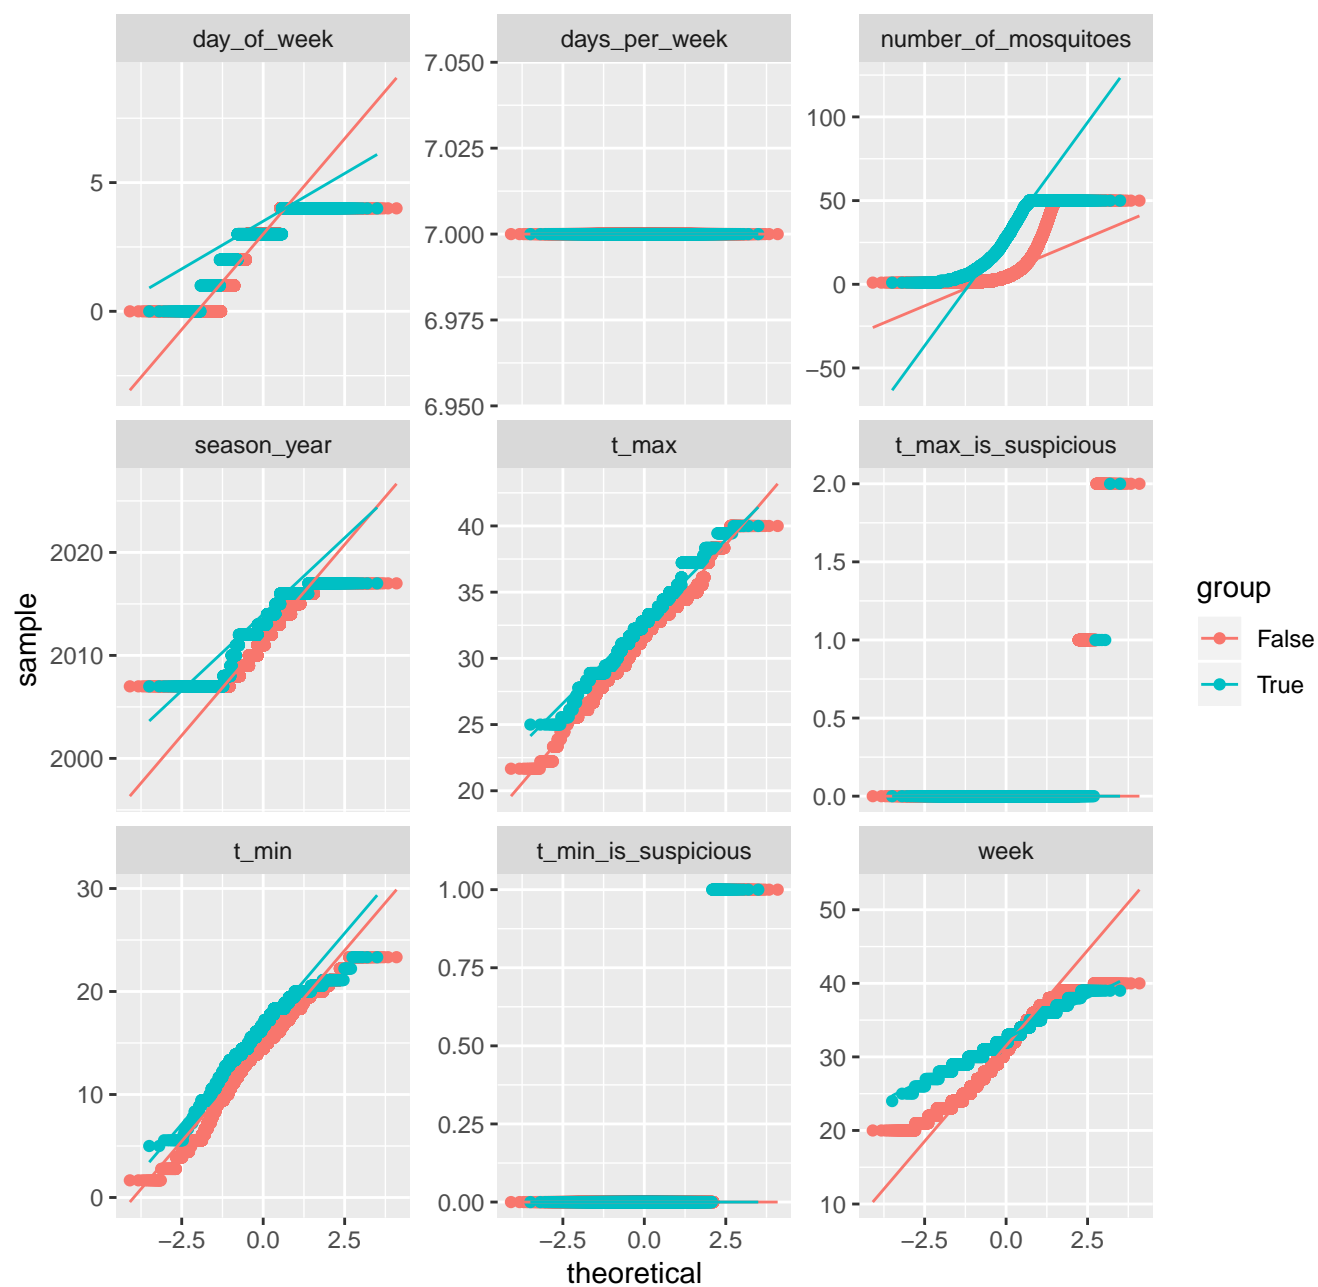 day_of_week
days_per_week
number_of_mosquitoes
5
0
7.050
7.025
7.000
6.975
6.950
100
50
0
−50
season_year
t_max
t_max_is_suspicious
2020
2010
2000
40
35
30
25
20
2.0
1.5
1.0
0.5
0.0
t_min
t_min_is_suspicious
week
30
20
10
0
1.00
0.75
0.50
0.25
0.00
50
40
30
20
10
−2.5 0.0 2.5
−2.5 0.0 2.5
−2.5 0.0 2.5
theoretical
sample
group
False
True